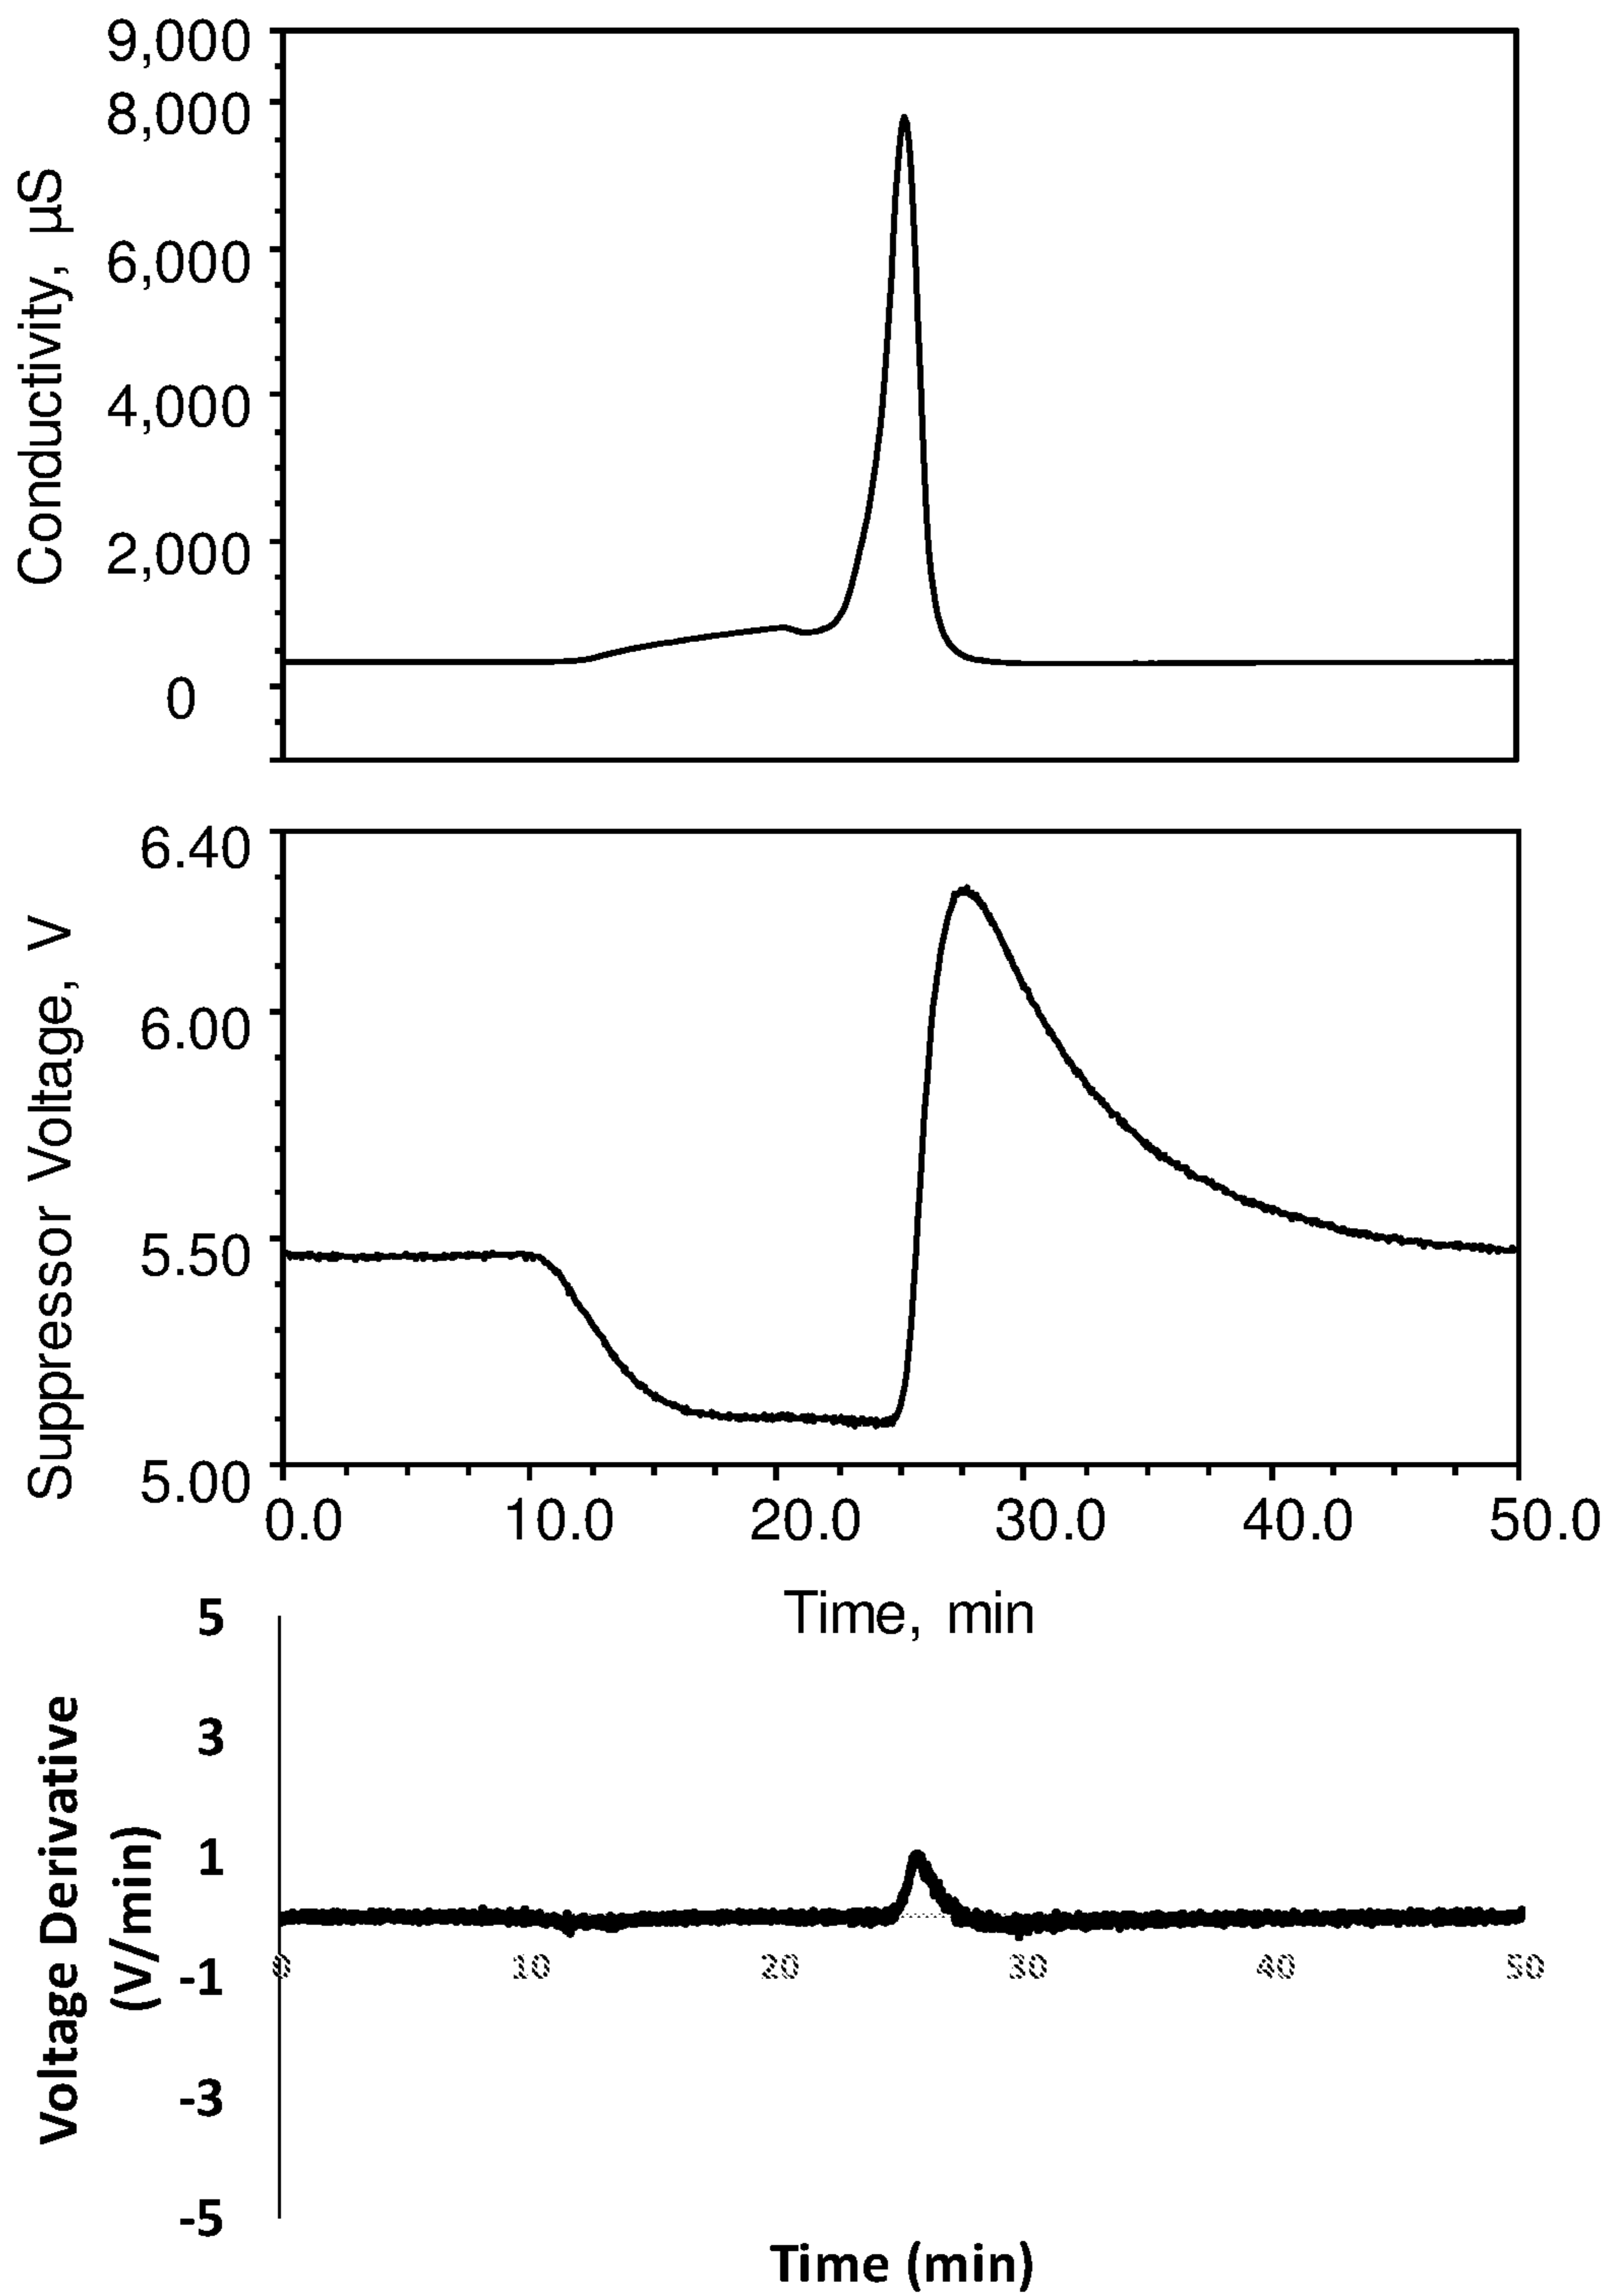 9,000
8,000
6,000
4,000
2,000
0
Conductivity, µS
6.40
6.00
5.50
5.00
Suppressor Voltage, V
0.0 10.0 20.0 30.0 40.0 50.0
Time, min
5
3
1
-1
-3
-5
Voltage Derivative
(V/min)
0 10 20 30 40 50
Time (min)